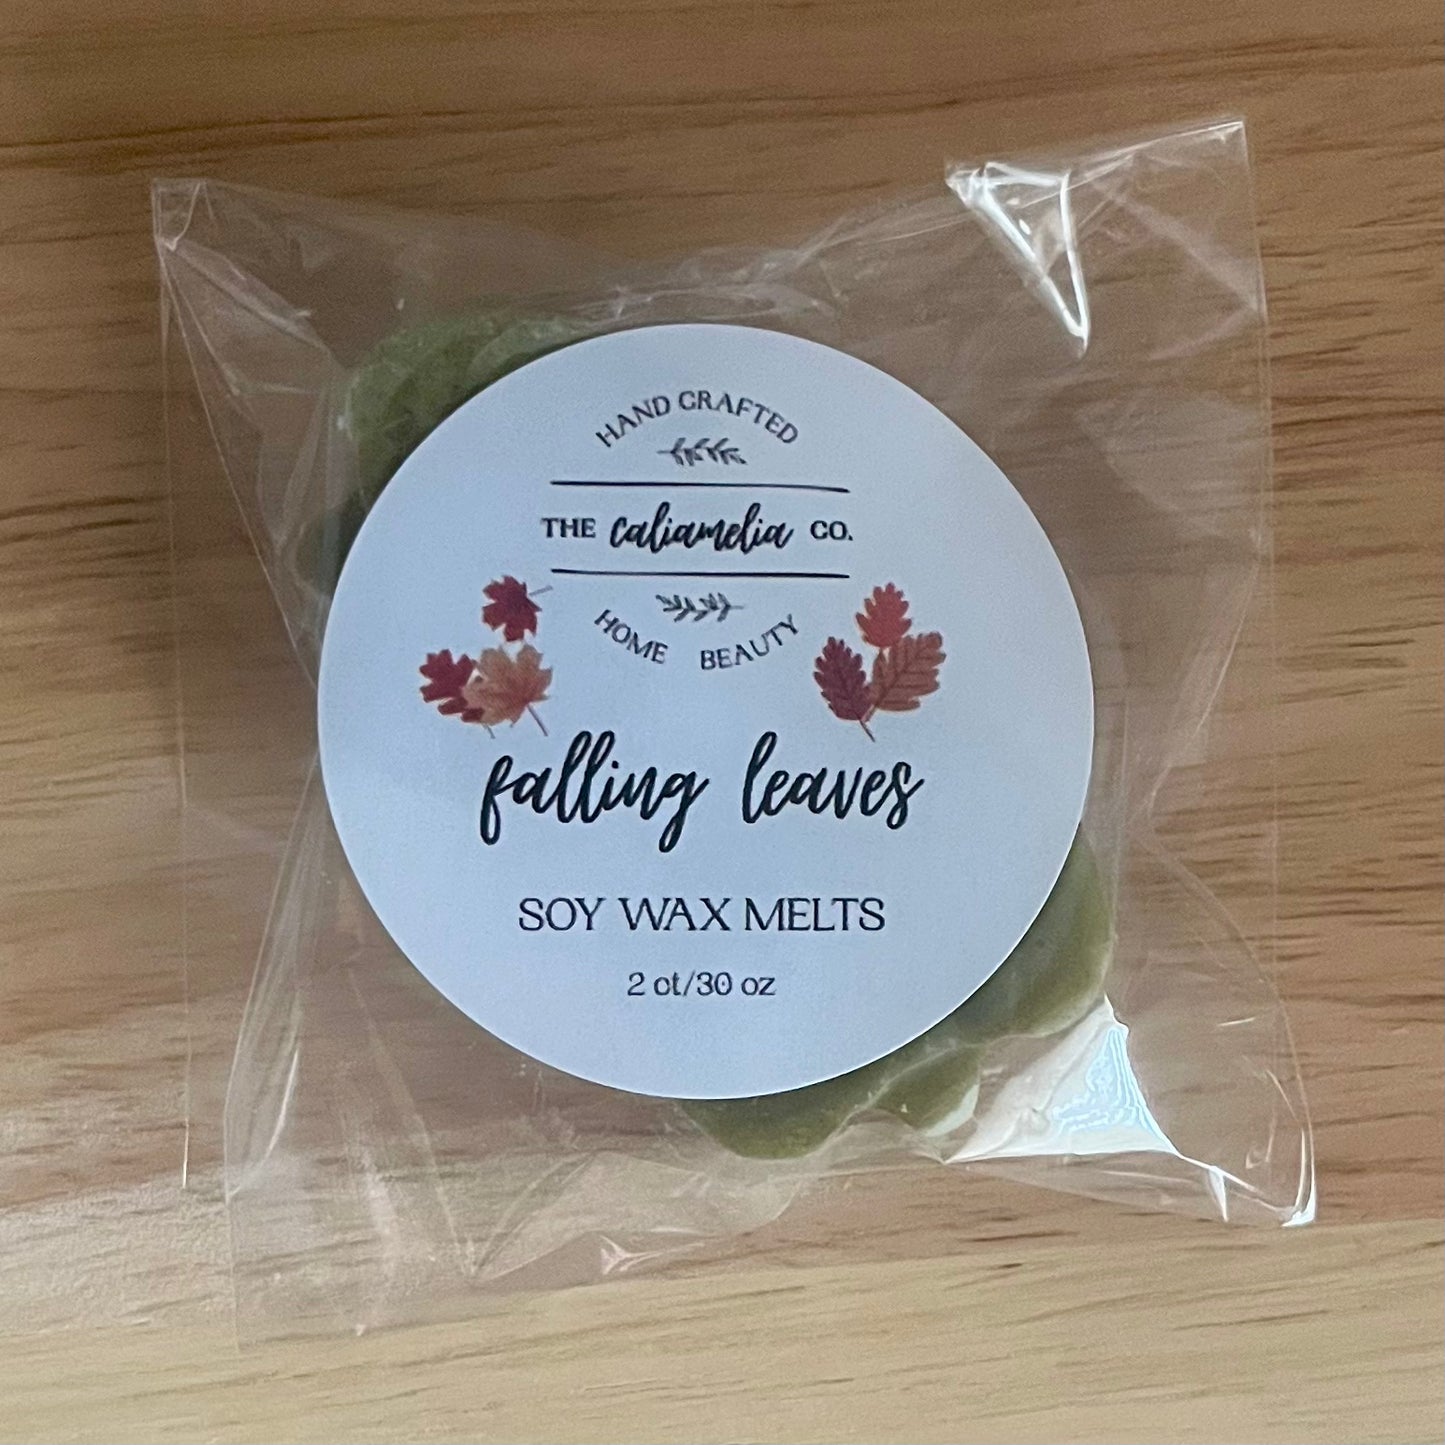 HAND CRAFTED
THE caliamelia CO.
HOME BEAUTY
falling leaves
SOY WAX MELTS
2 ct/30 oz